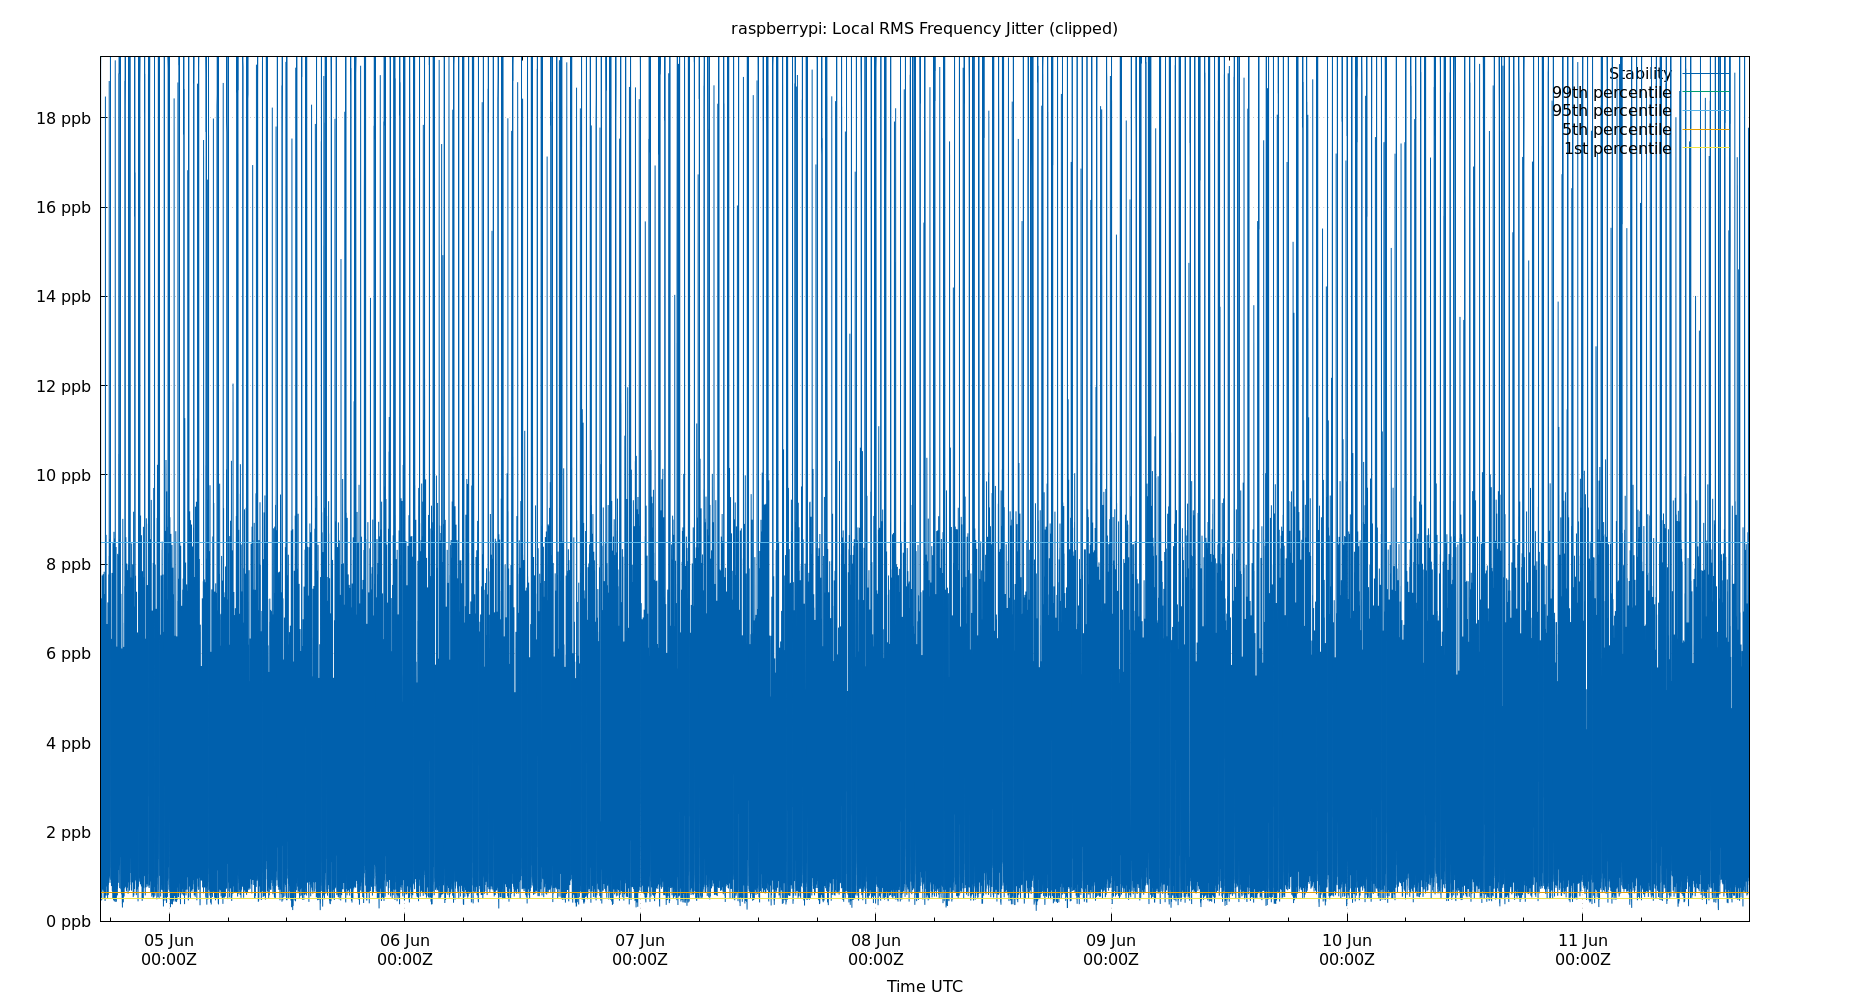 raspberrypi: Local RMS Frequency Jitter (clipped)
Stability
99th percentile
95th percentile
5th percentile
1st percentile
18 ppb
16 ppb
14 ppb
12 ppb
10 ppb
8 ppb
6 ppb
4 ppb
2 ppb
0 ppb
05 Jun 06 Jun 07 Jun 08 Jun 09 Jun 10 Jun 11 Jun
00:00Z 00:00Z 00:00Z 00:00Z 00:00Z 00:00Z 00:00Z
Time UTC